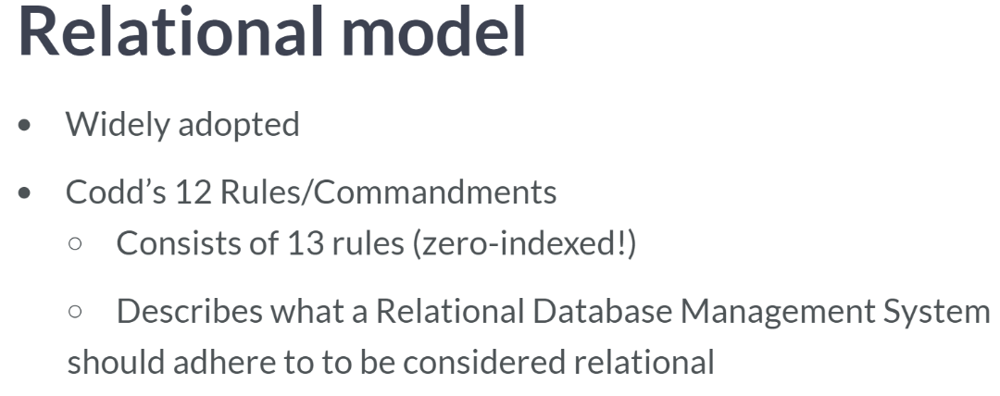 Relational model
• Widely adopted
• Codd’s 12 Rules/Commandments
○ Consists of 13 rules (zero-indexed!)
○ Describes what a Relational Database Management System
should adhere to to be considered relational